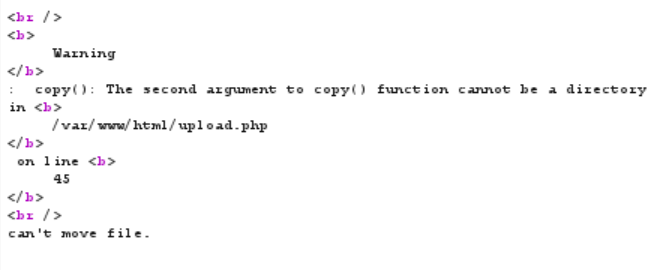 <br />
<b>
Warning
</b>
: copy(): The second argument to copy() function cannot be a directory
in <b>
/var/www/html/upload.php
</b>
on line <b>
45
</b>
<br />
can't move file.